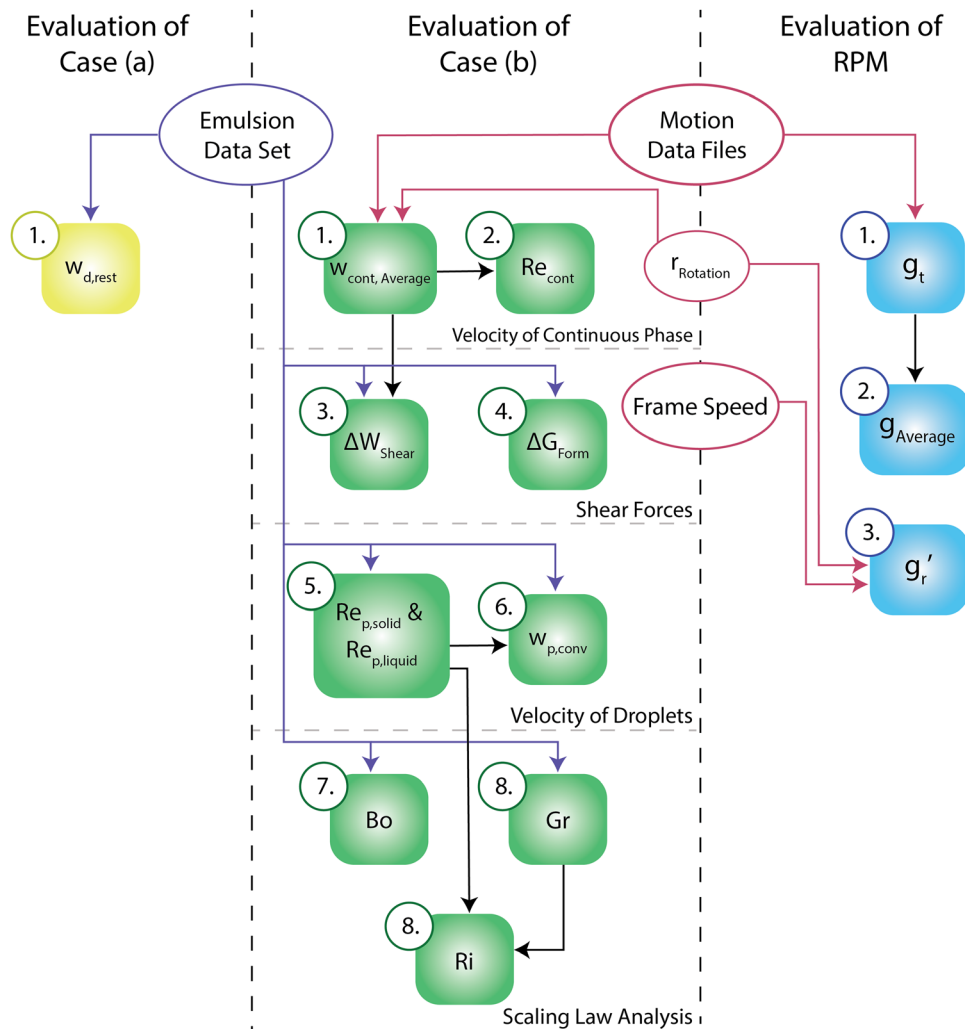 Evaluation of
Case (a)
Evaluation of
Case (b)
Evaluation of
RPM
Emulsion
Data Set
Motion
Data Files
1.
w_d,rest
1.
w_cont, Average
2.
Re_cont
r_Rotation
1.
g_t
Velocity of Continuous Phase
3.
ΔW_Shear
4.
ΔG_Form
Frame Speed
2.
g_Average
Shear Forces
3.
g_r′
5.
Re_p,solid &
Re_p,liquid
6.
w_p,conv
Velocity of Droplets
7.
Bo
8.
Gr
8.
Ri
Scaling Law Analysis